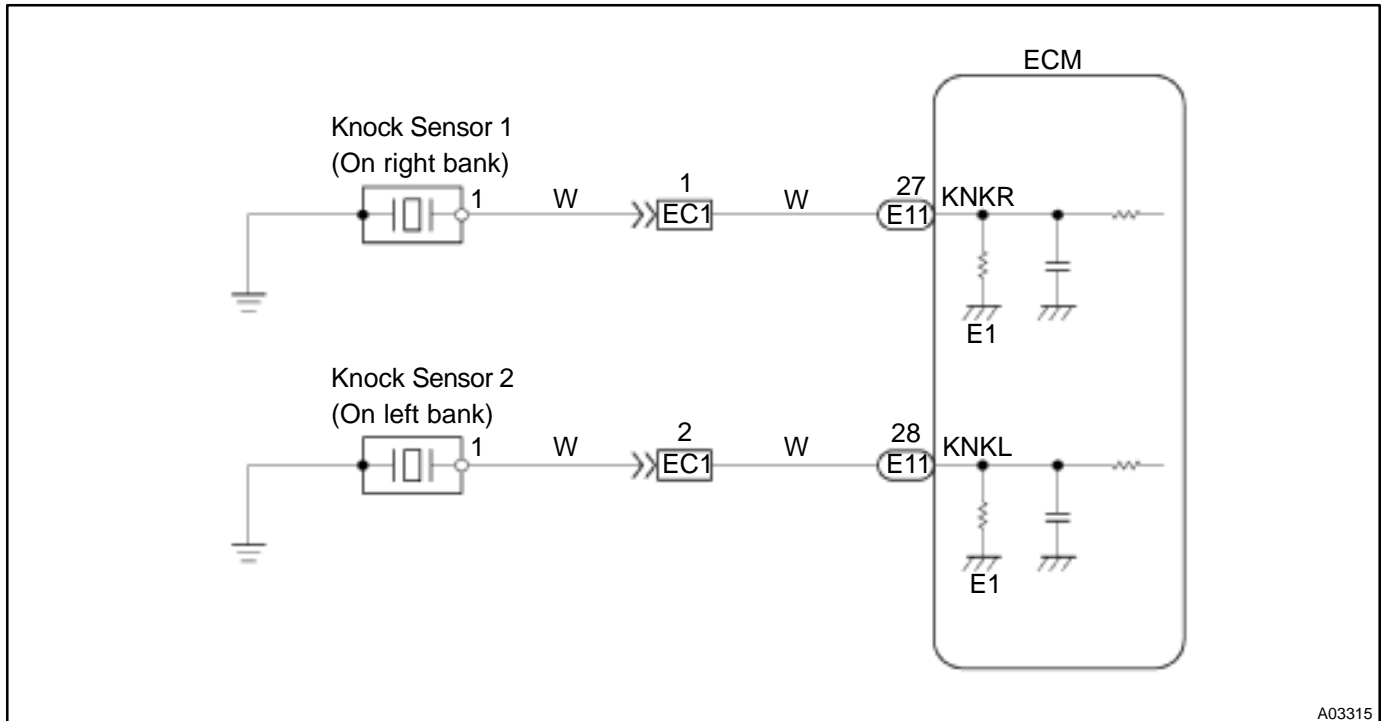 ECM
Knock Sensor 1
(On right bank)
1
W
1
EC1
W
27
E11
KNKR
E1
Knock Sensor 2
(On left bank)
1
W
2
EC1
W
28
E11
KNKL
E1
A03315